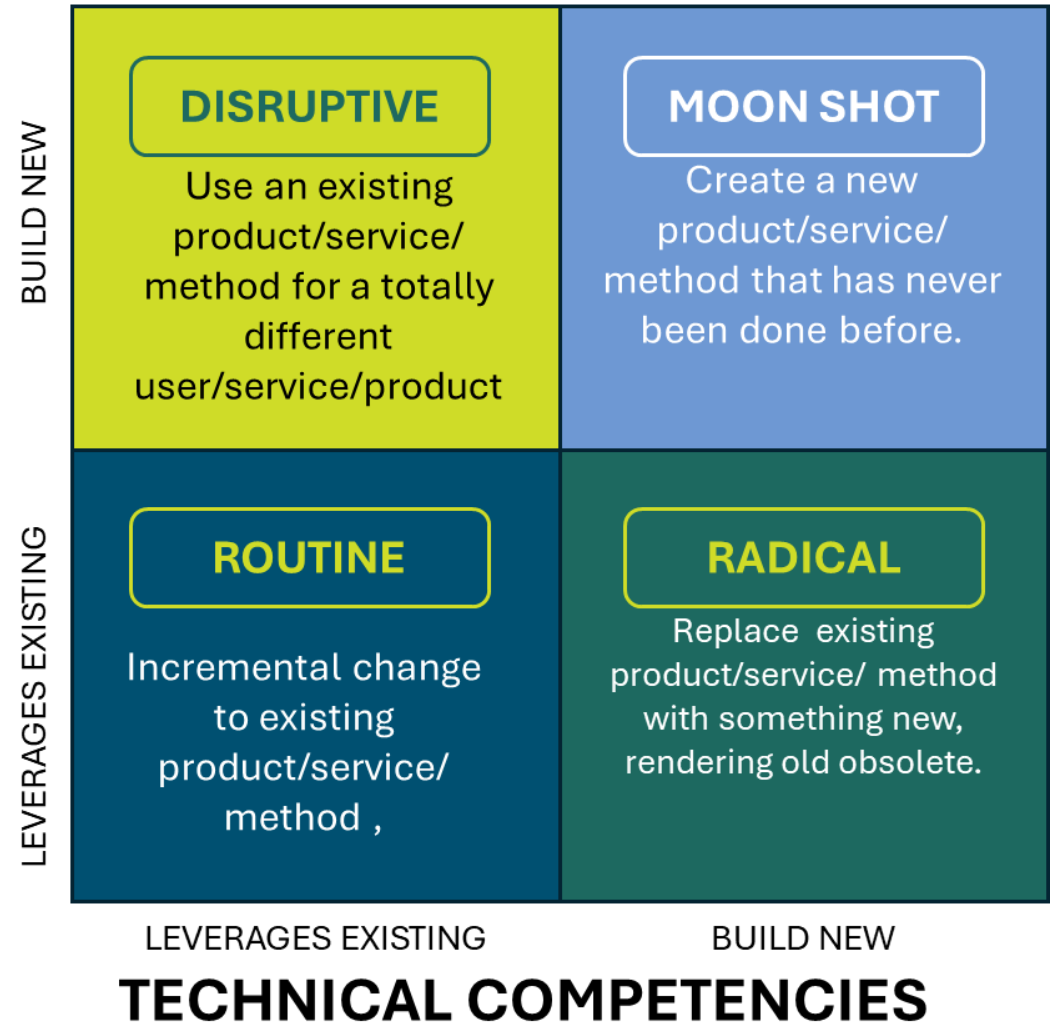 BUILD NEW
DISRUPTIVE
Use an existing
product/service/
method for a totally
different
user/service/product
MOON SHOT
Create a new
product/service/
method that has never
been done before.
LEVERAGES EXISTING
ROUTINE
Incremental change
to existing
product/service/
method ,
RADICAL
Replace  existing
product/service/ method
with something new,
rendering old obsolete.
LEVERAGES EXISTING
BUILD NEW
TECHNICAL COMPETENCIES